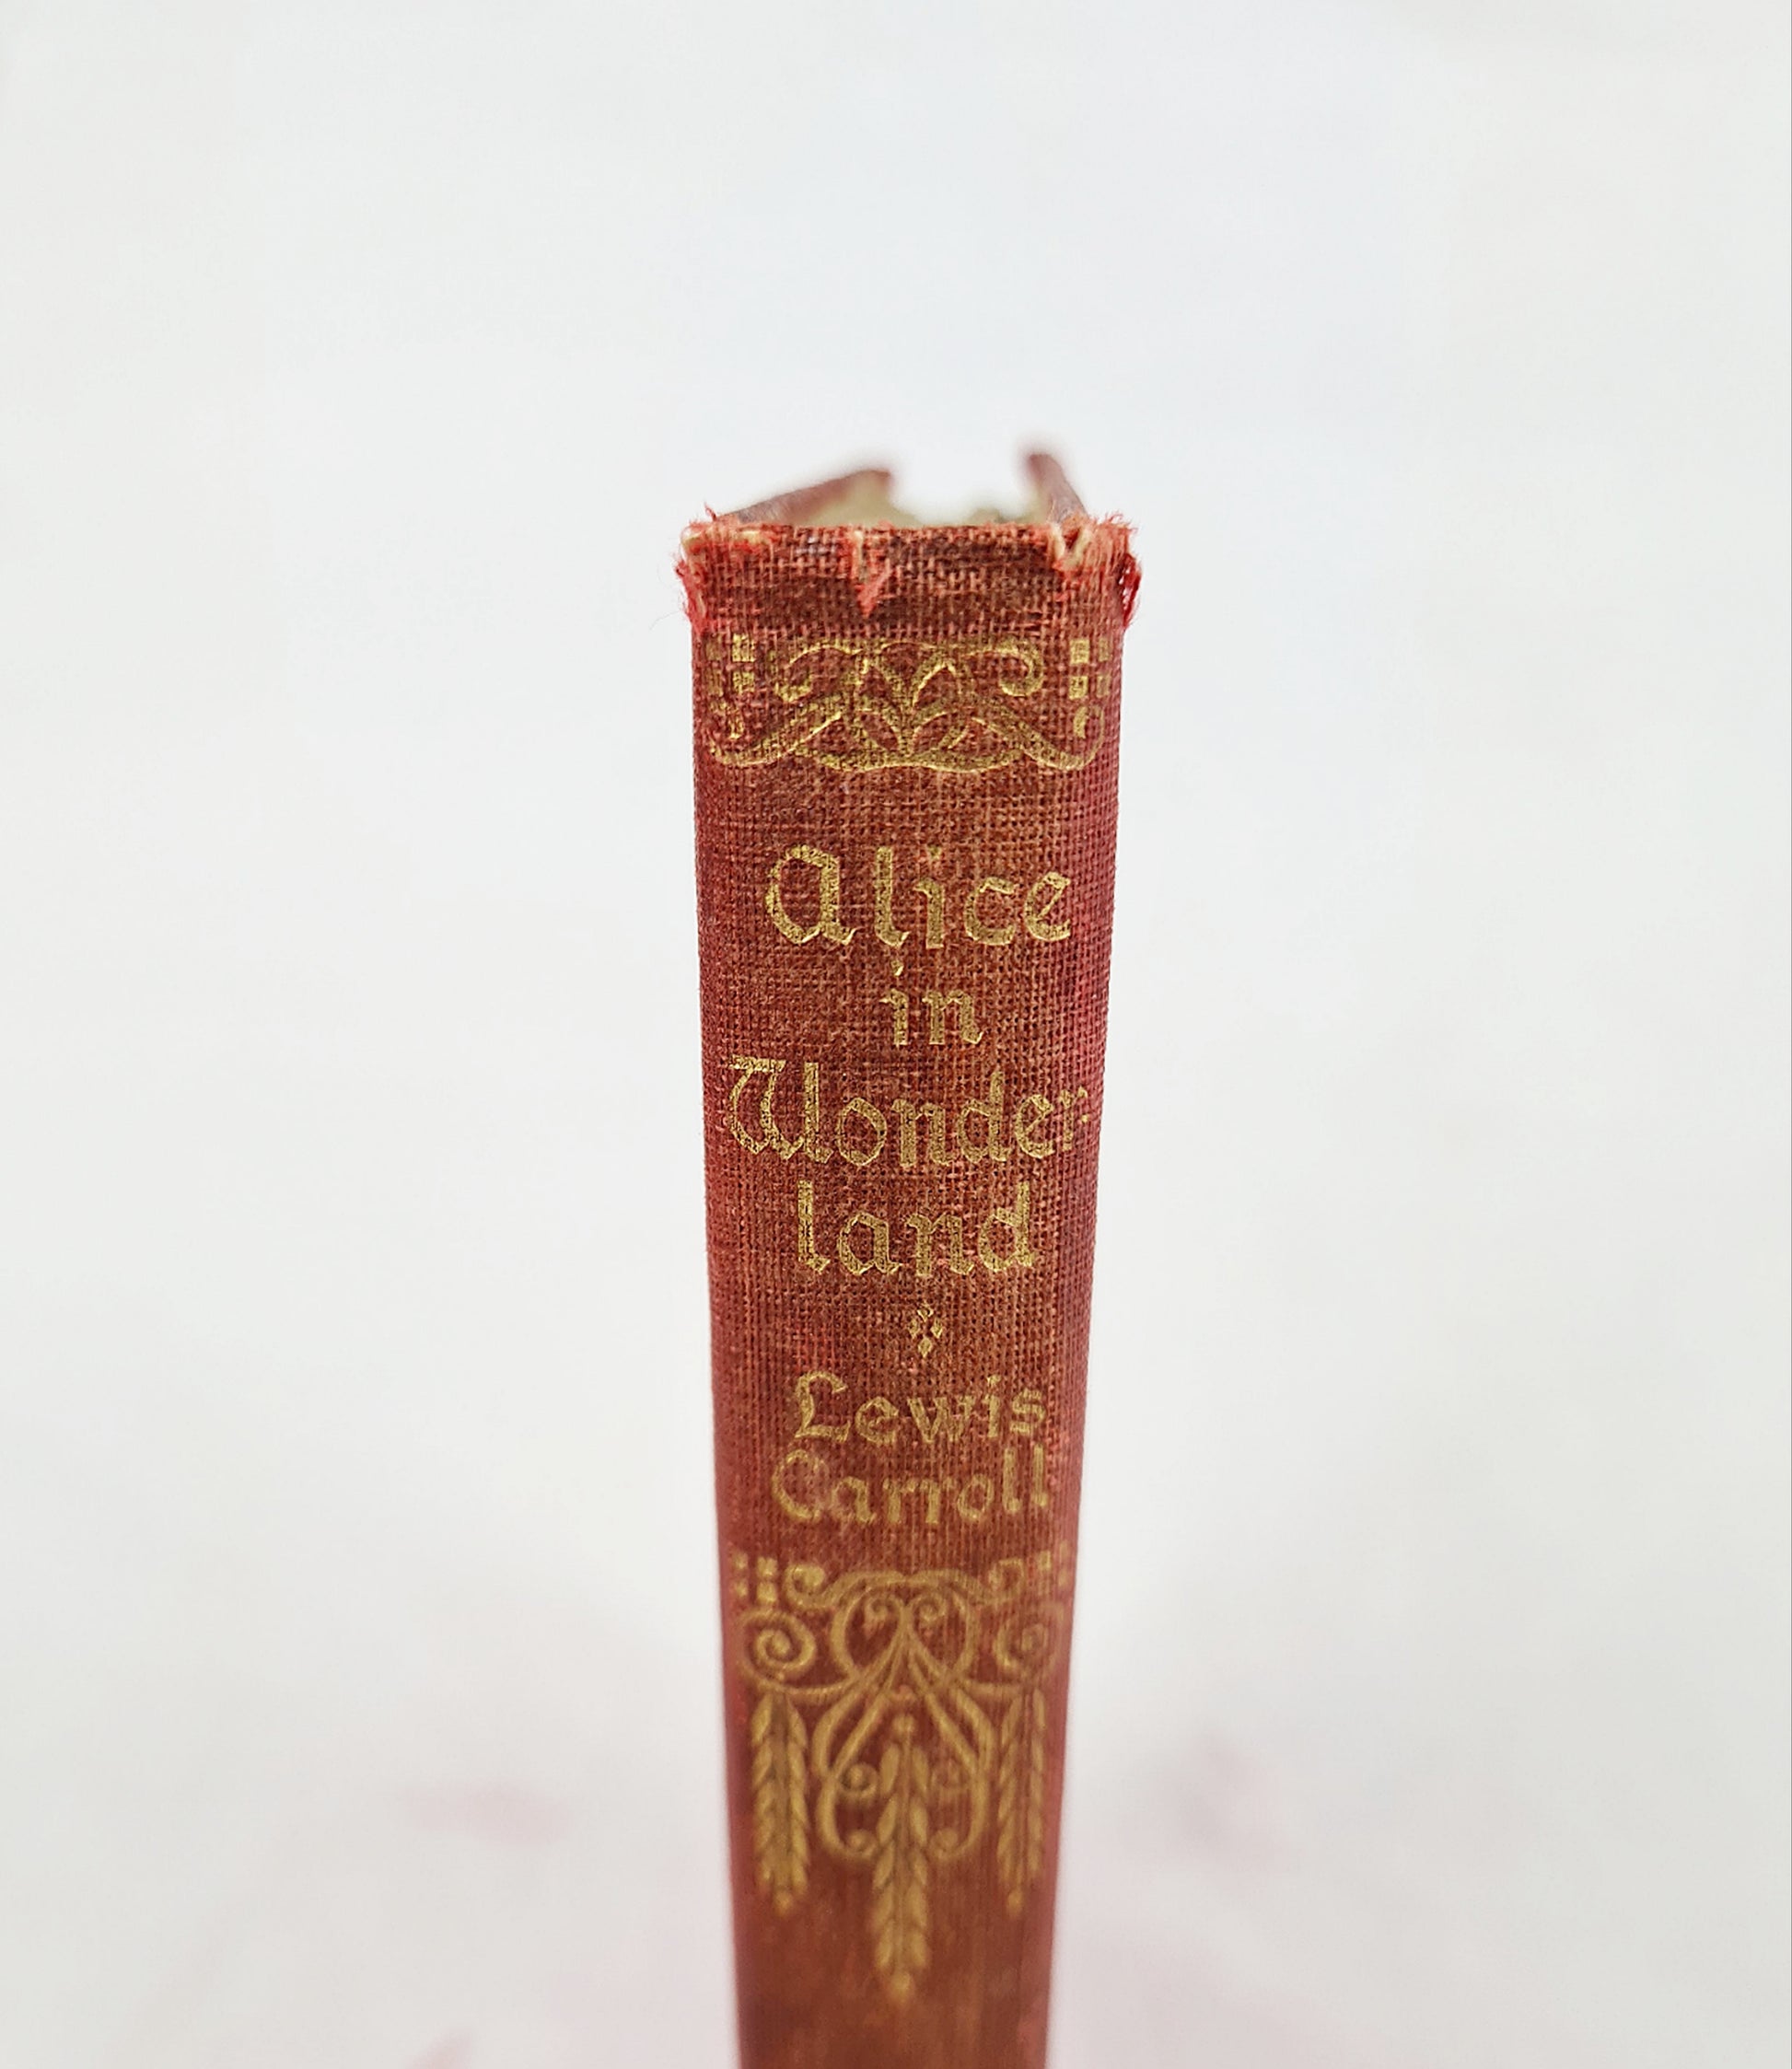 Alice
in
Wonder-
land
Lewis
Carroll